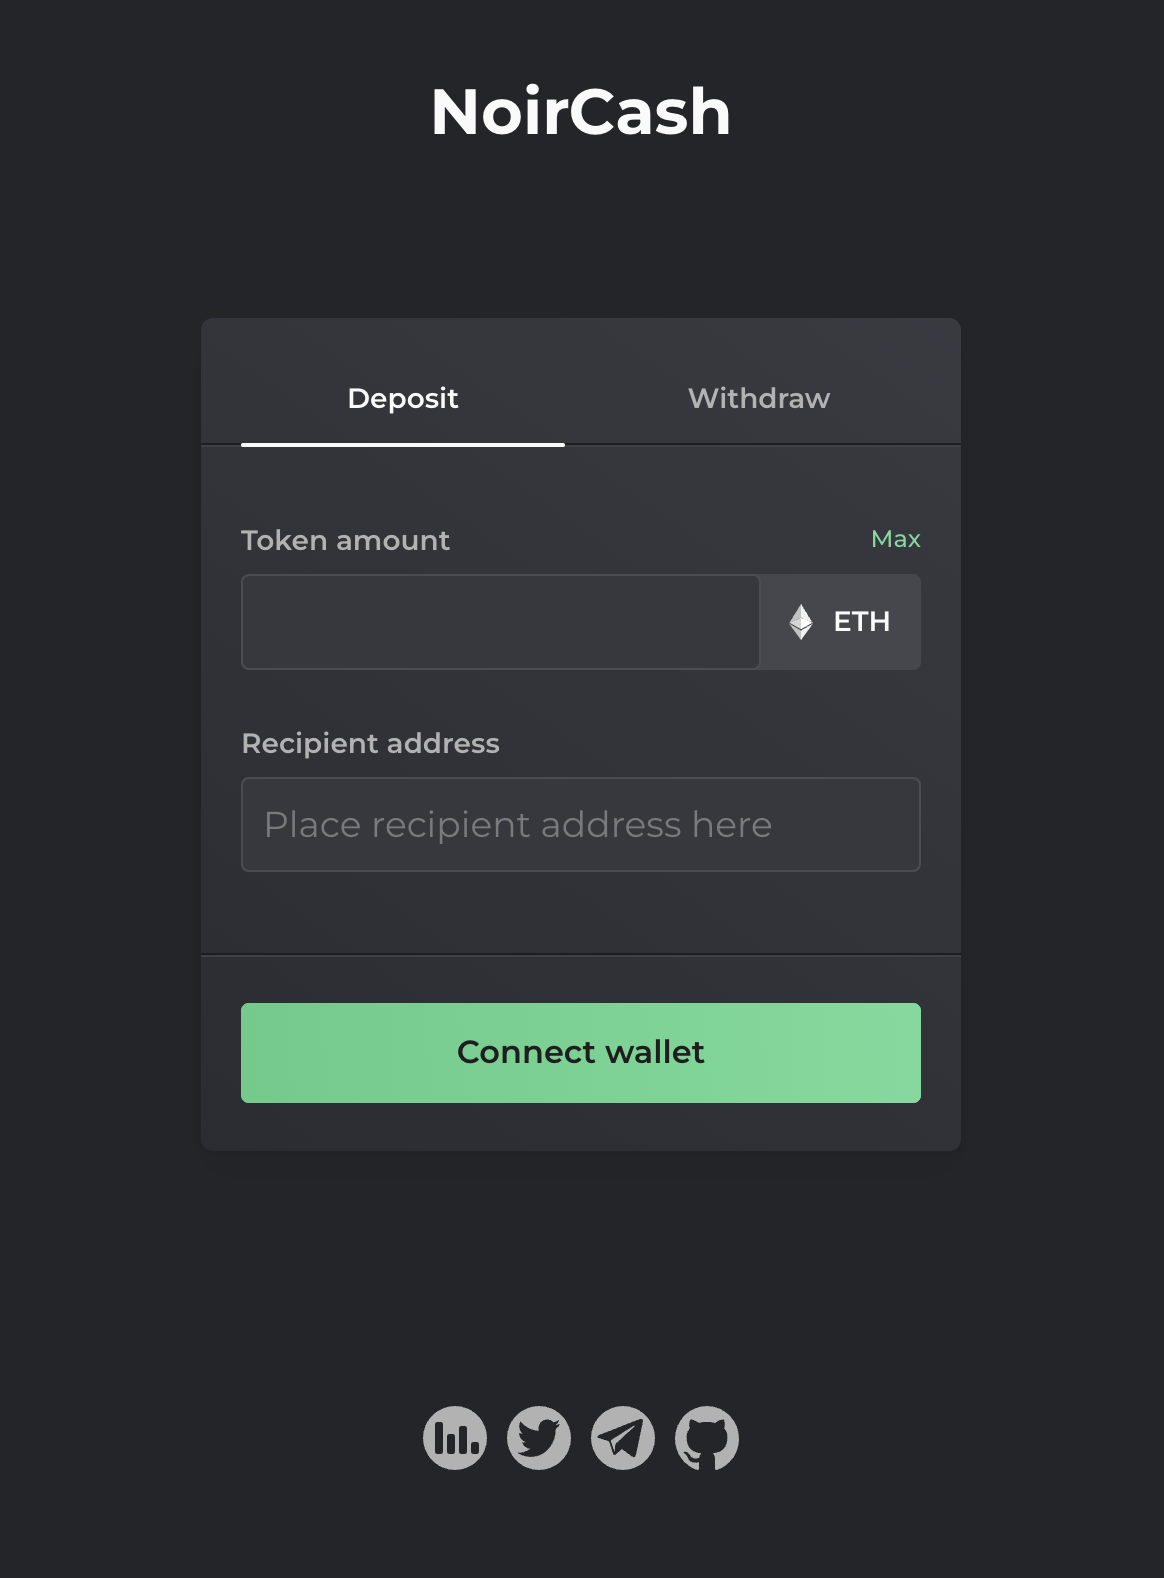 NoirCash
Deposit
Withdraw
Token amount
Max
ETH
Recipient address
Place recipient address here
Connect wallet